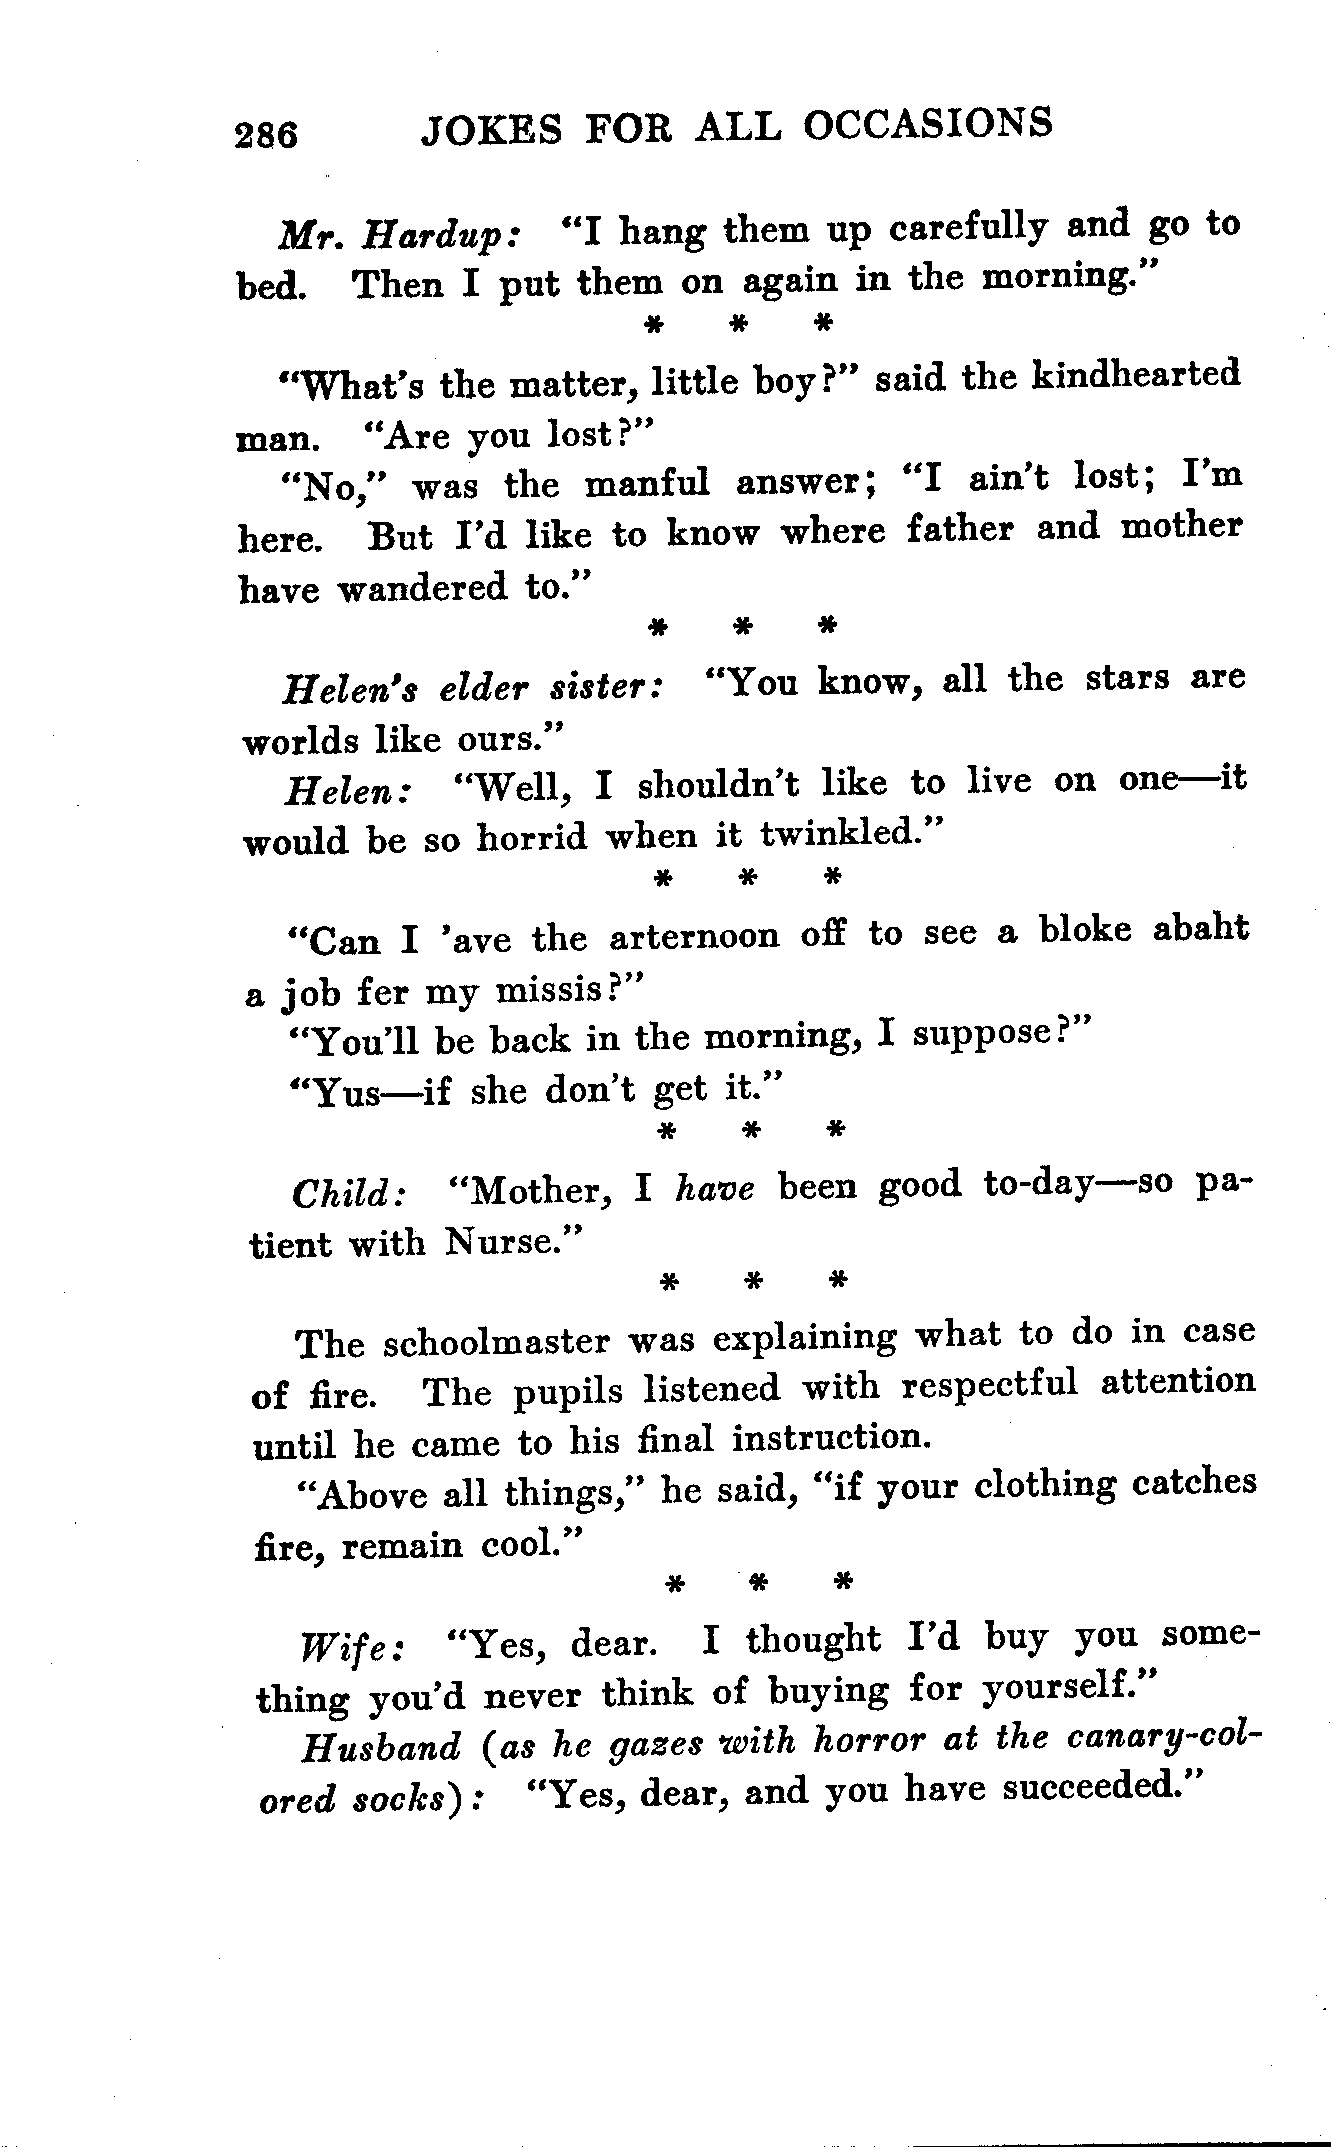 286 JOKES FOR ALL OCCASIONS
Mr. Hardup: “I hang them up carefully and go to
bed. Then I put them on again in the morning.”
* * *
“What’s the matter, little boy?” said the kindhearted
man. “Are you lost?”
“No,” was the manful answer; “I ain’t lost; I’m
here. But I’d like to know where father and mother
have wandered to.”
* * *
Helen’s elder sister: “You know, all the stars are
worlds like ours.”
Helen: “Well, I shouldn’t like to live on one—it
would be so horrid when it twinkled.”
* * *
“Can I ’ave the arternoon off to see a bloke abaht
a job fer my missis?”
“You’ll be back in the morning, I suppose?”
“Yus—if she don’t get it.”
* * *
Child: “Mother, I have been good to-day—so pa-
tient with Nurse.”
* * *
The schoolmaster was explaining what to do in case
of fire. The pupils listened with respectful attention
until he came to his final instruction.
“Above all things,” he said, “if your clothing catches
fire, remain cool.”
* * *
Wife: “Yes, dear. I thought I’d buy you some-
thing you’d never think of buying for yourself.”
Husband (as he gazes with horror at the canary-col-
ored socks): “Yes, dear, and you have succeeded.”